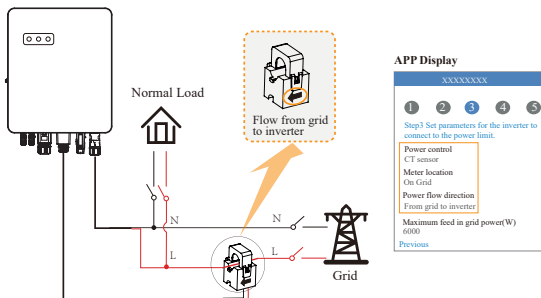 Normal Load
Flow from grid
to inverter
N
N
L
L
Grid
APP Display
XXXXXXXX
1 2 3 4 5
Step3 Set parameters for the inverter to
connect to the power limit.
Power control
CT sensor
Meter location
On Grid
Power flow direction
From grid to inverter
Maximum feed in grid power(W)
6000
Previous